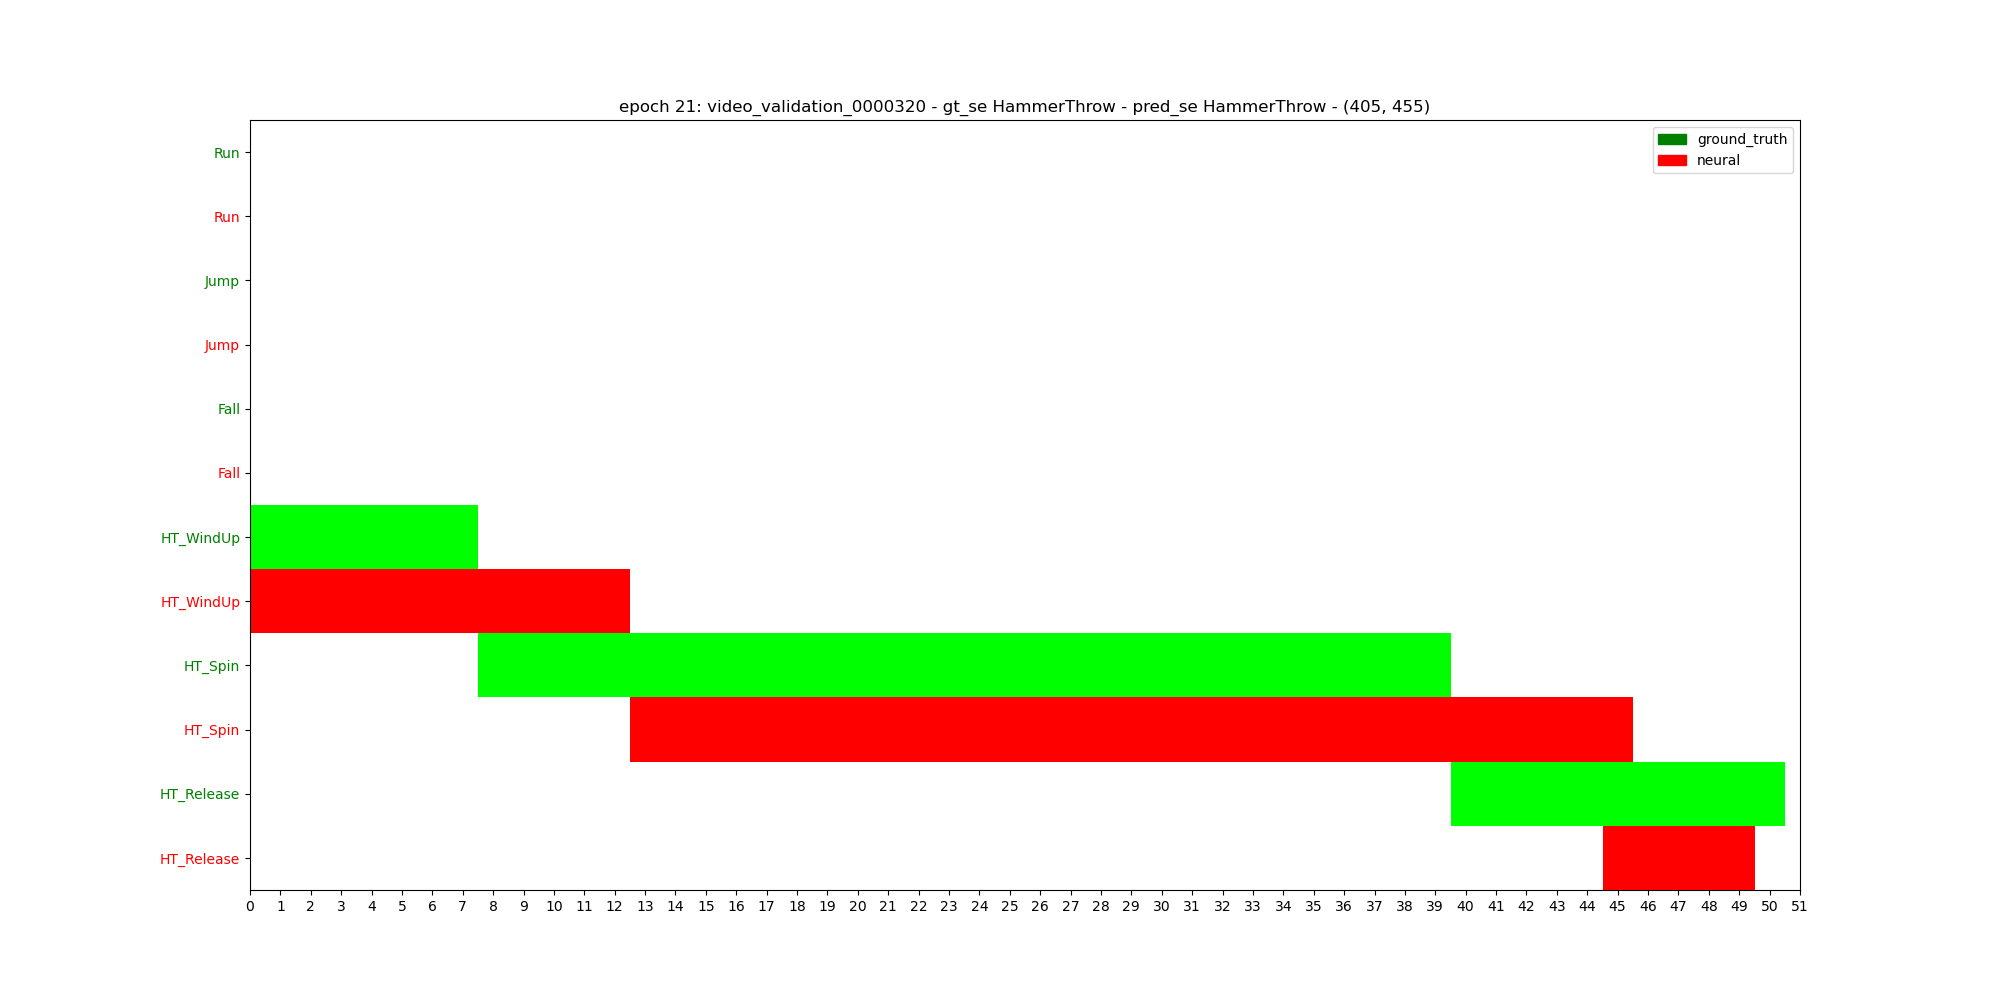 epoch 21: video_validation_0000320 - gt_se HammerThrow - pred_se HammerThrow - (405, 455)
ground_truth
neural
Run
Run
Jump
Jump
Fall
Fall
HT_WindUp
HT_WindUp
HT_Spin
HT_Spin
HT_Release
HT_Release
0 1 2 3 4 5 6 7 8 9 10 11 12 13 14 15 16 17 18 19 20 21 22 23 24 25 26 27 28 29 30 31 32 33 34 35 36 37 38 39 40 41 42 43 44 45 46 47 48 49 50 51